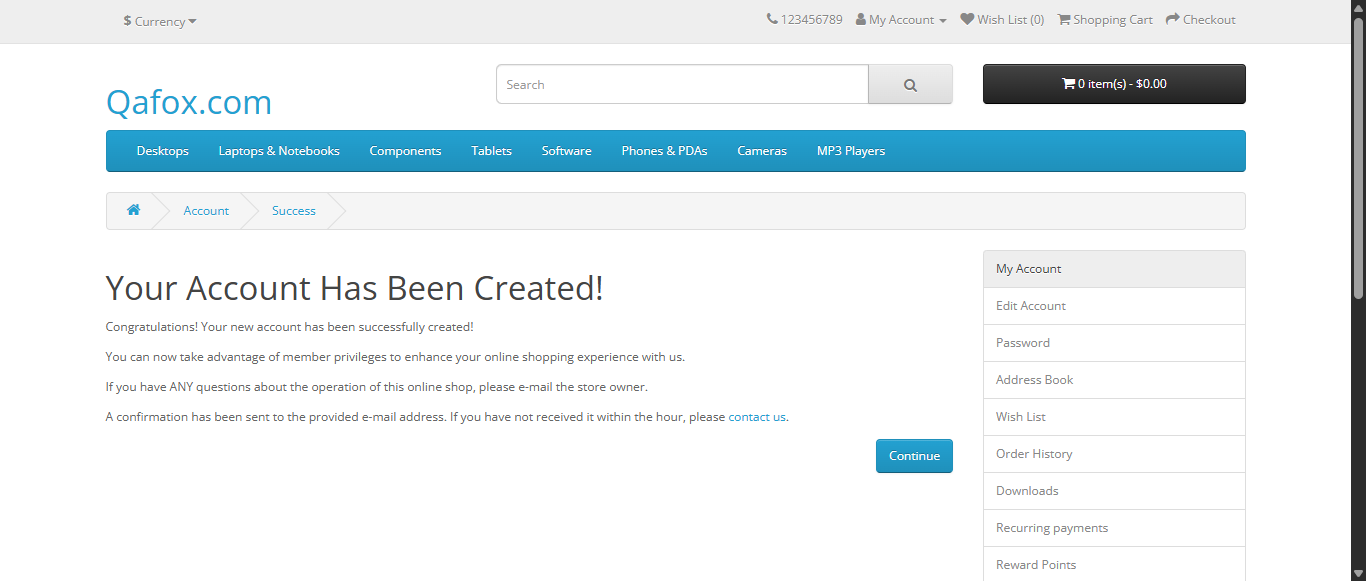 $ Currency
123456789 My Account Wish List (0) Shopping Cart Checkout
Qafox.com
Search
0 item(s) - $0.00
Desktops Laptops & Notebooks Components Tablets Software Phones & PDAs Cameras MP3 Players
Account Success
Your Account Has Been Created!
Congratulations! Your new account has been successfully created!
You can now take advantage of member privileges to enhance your online shopping experience with us.
If you have ANY questions about the operation of this online shop, please e-mail the store owner.
A confirmation has been sent to the provided e-mail address. If you have not received it within the hour, please contact us.
Continue
My Account
Edit Account
Password
Address Book
Wish List
Order History
Downloads
Recurring payments
Reward Points